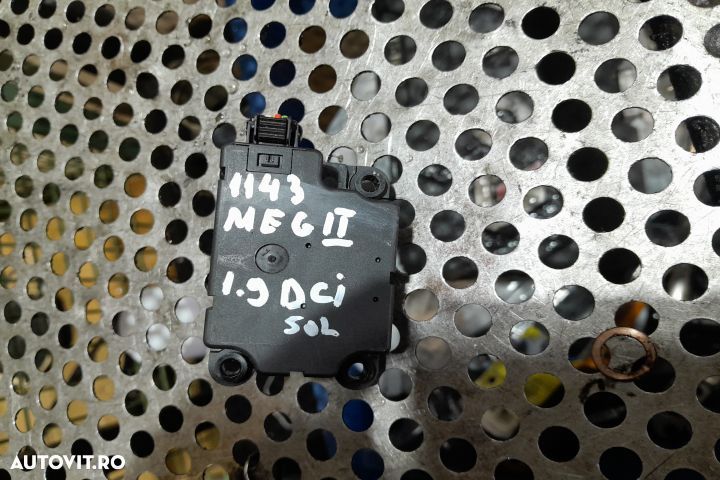 1143
MEG II
1.9 DCi
SOL
AUTOVIT.RO